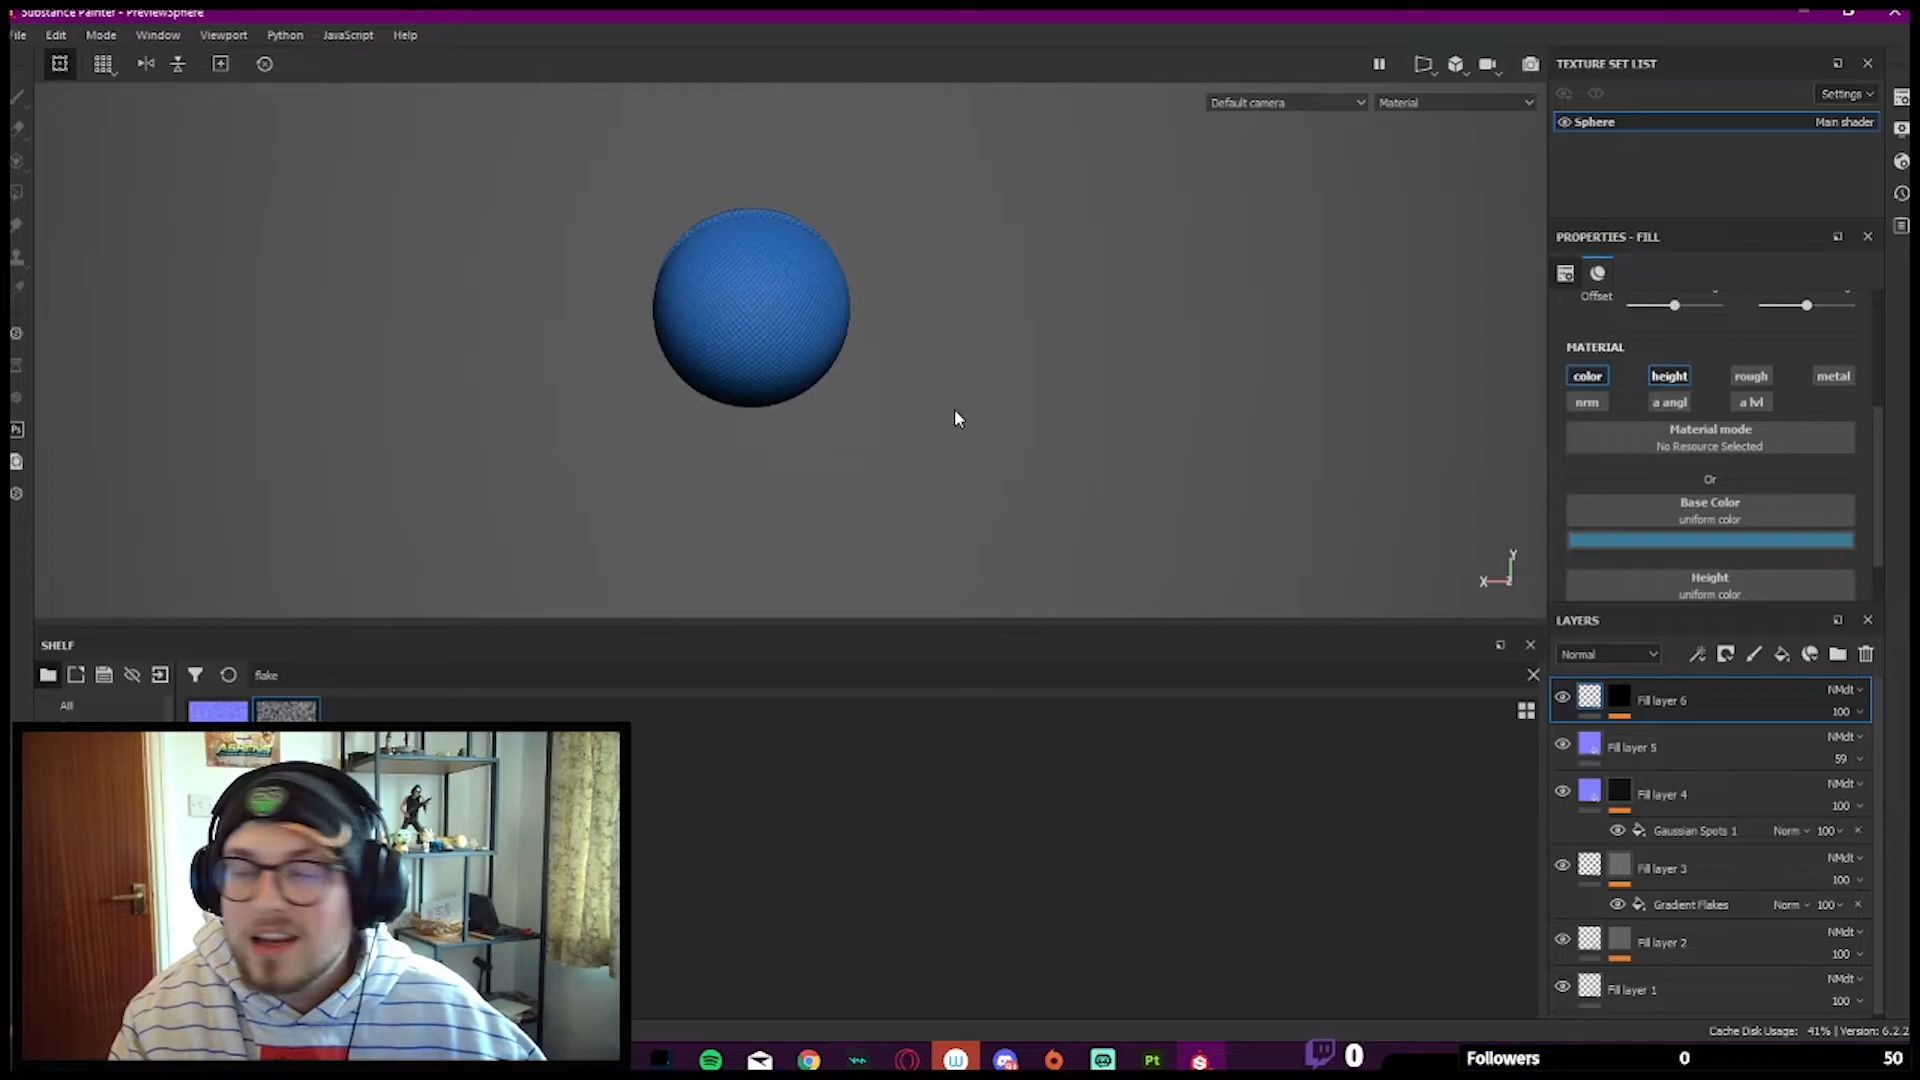 Substance Painter - PreviewSphere
File Edit Mode Window Viewport Python JavaScript Help
Default camera Material
TEXTURE SET LIST
Settings
Sphere Main shader
PROPERTIES - FILL
Offset
MATERIAL
color height rough metal
nrm a angl a lvl
Material mode
No Resource Selected
Or
Base Color
uniform color
Height
uniform color
Y
X
Z
LAYERS
Normal
Fill layer 6 NMdt
100
Fill layer 5 NMdt
59
Fill layer 4 NMdt
100
Gaussian Spots 1 Norm 100
Fill layer 3 NMdt
100
Gradient Flakes Norm 100
Fill layer 2 NMdt
100
Fill layer 1 NMdt
100
SHELF
flake
All
Ps
Cache Disk Usage: 41% | Version: 6.2.2
Pt
0
Followers 0 50